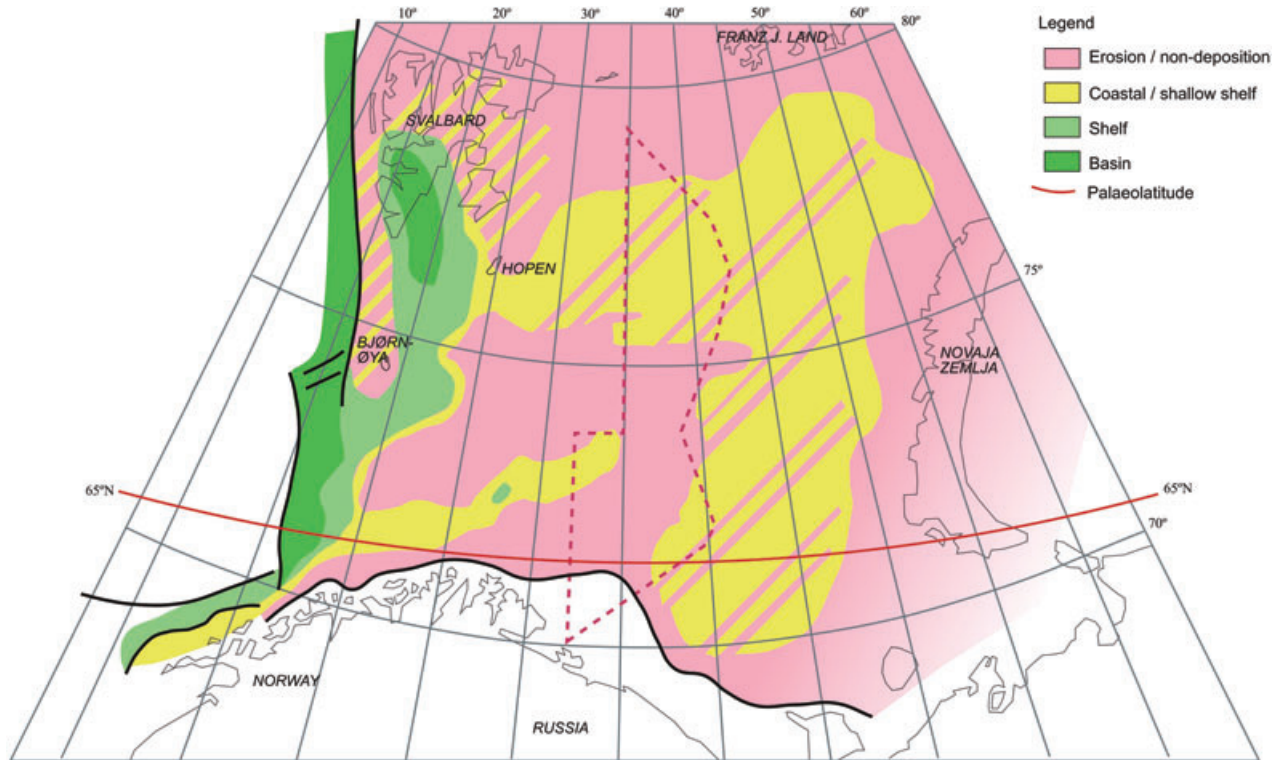 10° 20° 30° 40° 50° 60° 80°
FRANZ J. LAND
Legend
Erosion / non-deposition
Coastal / shallow shelf
Shelf
Basin
Palaeolatitude
SVALBARD
HOPEN
75°
BJØRN-
ØYA
NOVAJA
ZEMLJA
65°N
65°N
70°
NORWAY
RUSSIA